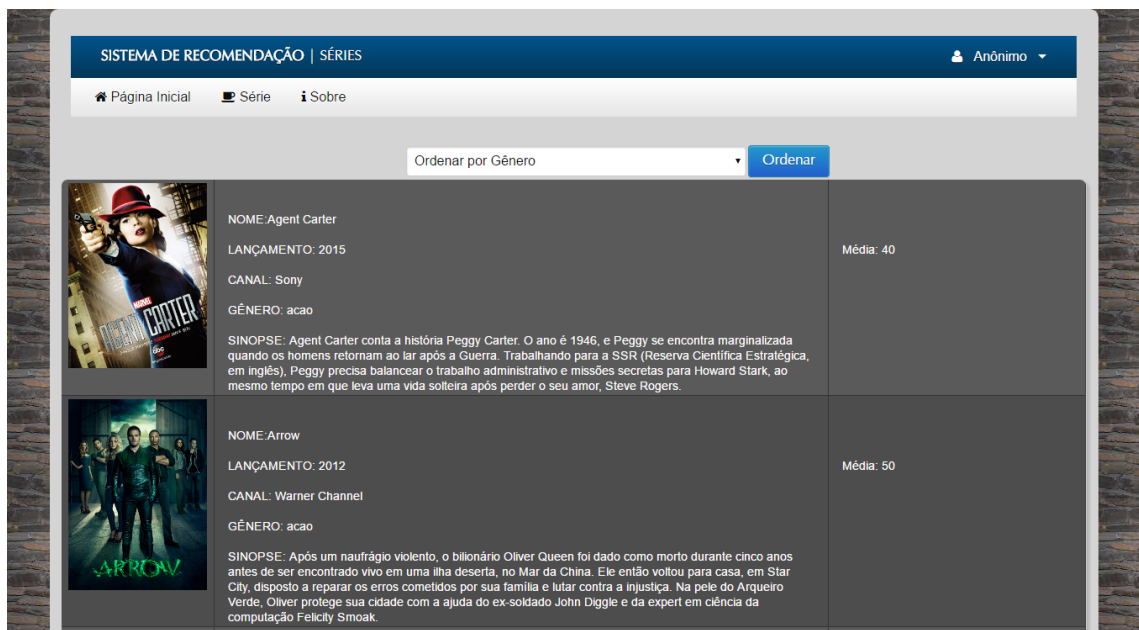 SISTEMA DE RECOMENDAÇÃO | SÉRIES
Anônimo
Página Inicial
Série
Sobre
Ordenar por Gênero
Ordenar
MARVEL
AGENT CARTER
abc
NOME:Agent Carter
LANÇAMENTO: 2015
CANAL: Sony
GÊNERO: acao
SINOPSE: Agent Carter conta a história Peggy Carter. O ano é 1946, e Peggy se encontra marginalizada
quando os homens retornam ao lar após a Guerra. Trabalhando para a SSR (Reserva Científica Estratégica,
em inglês), Peggy precisa balancear o trabalho administrativo e missões secretas para Howard Stark, ao
mesmo tempo em que leva uma vida solteira após perder o seu amor, Steve Rogers.
Média: 40
ARROW
NOME:Arrow
LANÇAMENTO: 2012
CANAL: Warner Channel
GÊNERO: acao
SINOPSE: Após um naufrágio violento, o bilionário Oliver Queen foi dado como morto durante cinco anos
antes de ser encontrado vivo em uma ilha deserta, no Mar da China. Ele então voltou para casa, em Star
City, disposto a reparar os erros cometidos por sua família e lutar contra a injustiça. Na pele do Arqueiro
Verde, Oliver protege sua cidade com a ajuda do ex-soldado John Diggle e da expert em ciência da
computação Felicity Smoak.
Média: 50